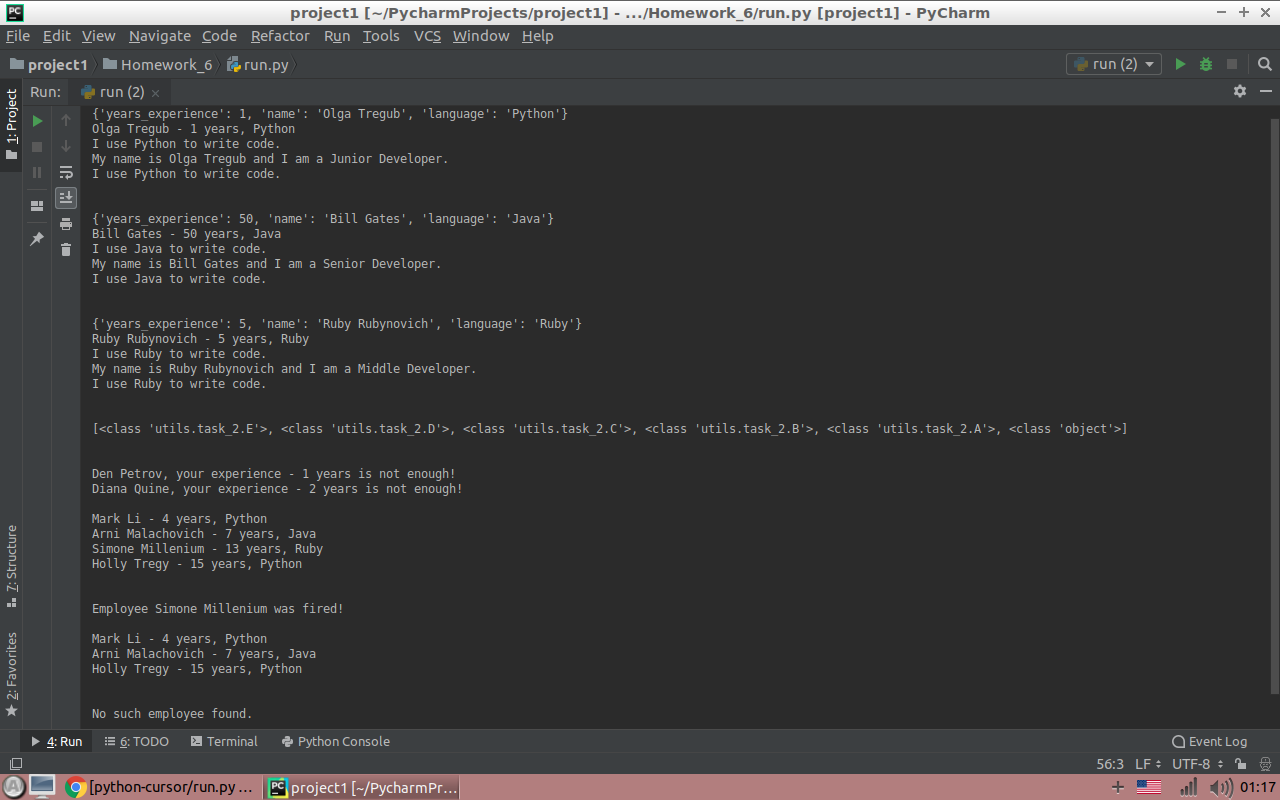 project1 [~/PycharmProjects/project1] - .../Homework_6/run.py [project1] - PyCharm
File Edit View Navigate Code Refactor Run Tools VCS Window Help
project1 Homework_6 run.py run (2)
Run: run (2)
1: Project
7: Structure
2: Favorites
{'years_experience': 1, 'name': 'Olga Tregub', 'language': 'Python'}
Olga Tregub - 1 years, Python
I use Python to write code.
My name is Olga Tregub and I am a Junior Developer.
I use Python to write code.
{'years_experience': 50, 'name': 'Bill Gates', 'language': 'Java'}
Bill Gates - 50 years, Java
I use Java to write code.
My name is Bill Gates and I am a Senior Developer.
I use Java to write code.
{'years_experience': 5, 'name': 'Ruby Rubynovich', 'language': 'Ruby'}
Ruby Rubynovich - 5 years, Ruby
I use Ruby to write code.
My name is Ruby Rubynovich and I am a Middle Developer.
I use Ruby to write code.
[<class 'utils.task_2.E'>, <class 'utils.task_2.D'>, <class 'utils.task_2.C'>, <class 'utils.task_2.B'>, <class 'utils.task_2.A'>, <class 'object'>]
Den Petrov, your experience - 1 years is not enough!
Diana Quine, your experience - 2 years is not enough!
Mark Li - 4 years, Python
Arni Malachovich - 7 years, Java
Simone Millenium - 13 years, Ruby
Holly Tregy - 15 years, Python
Employee Simone Millenium was fired!
Mark Li - 4 years, Python
Arni Malachovich - 7 years, Java
Holly Tregy - 15 years, Python
No such employee found.
4: Run 6: TODO Terminal Python Console Event Log
56:3 LF UTF-8
[python-cursor/run.py ... project1 [~/PycharmPr... 01:17